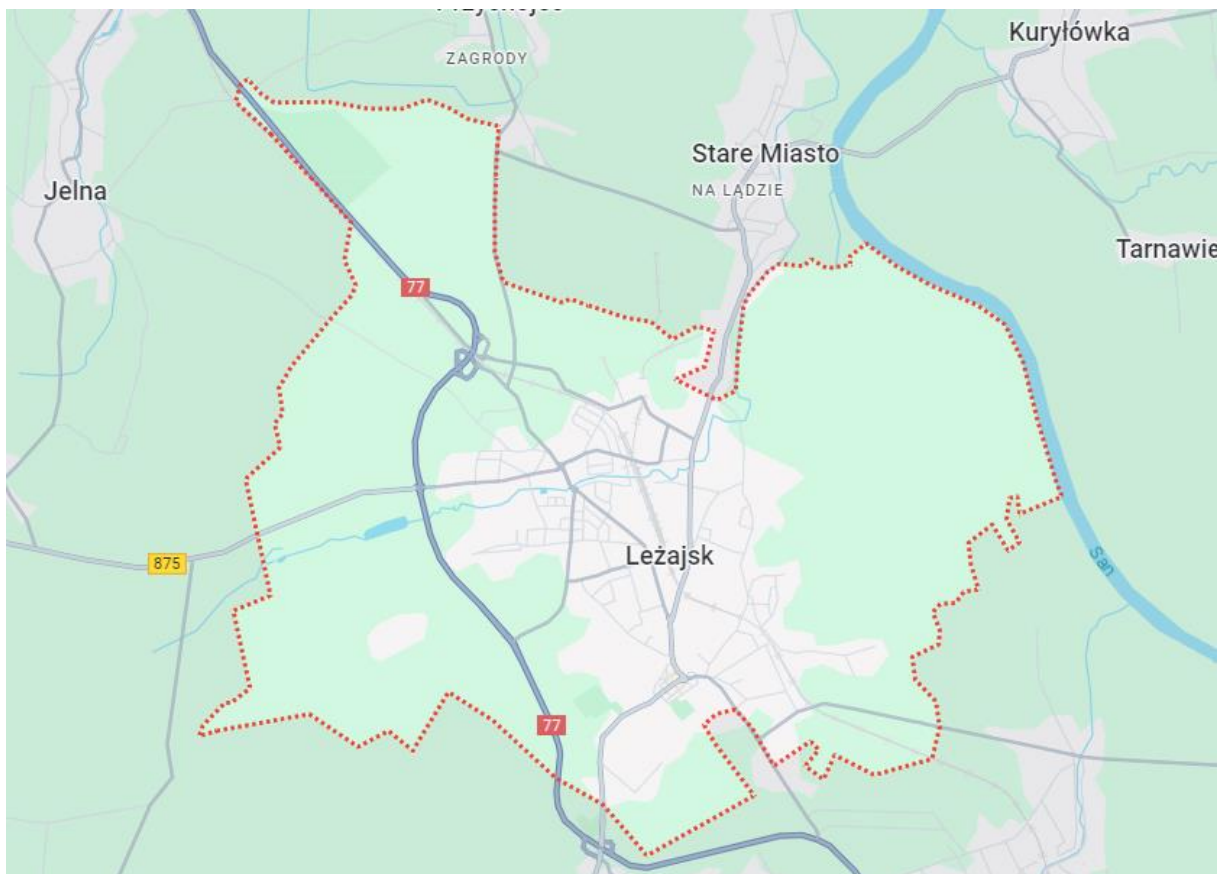 ZAGRODY
Kuryłówka
Stare Miasto
NA LĄDZIE
Jelna
Tarnawie
77
875
Leżajsk
San
77